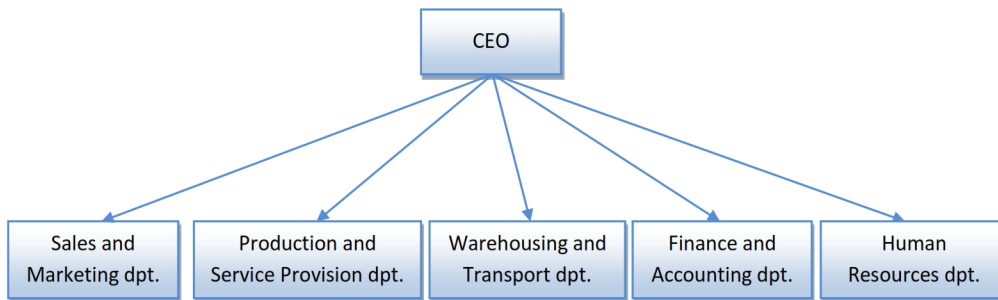 CEO
Sales and
Marketing dpt.
Production and
Service Provision dpt.
Warehousing and
Transport dpt.
Finance and
Accounting dpt.
Human
Resources dpt.